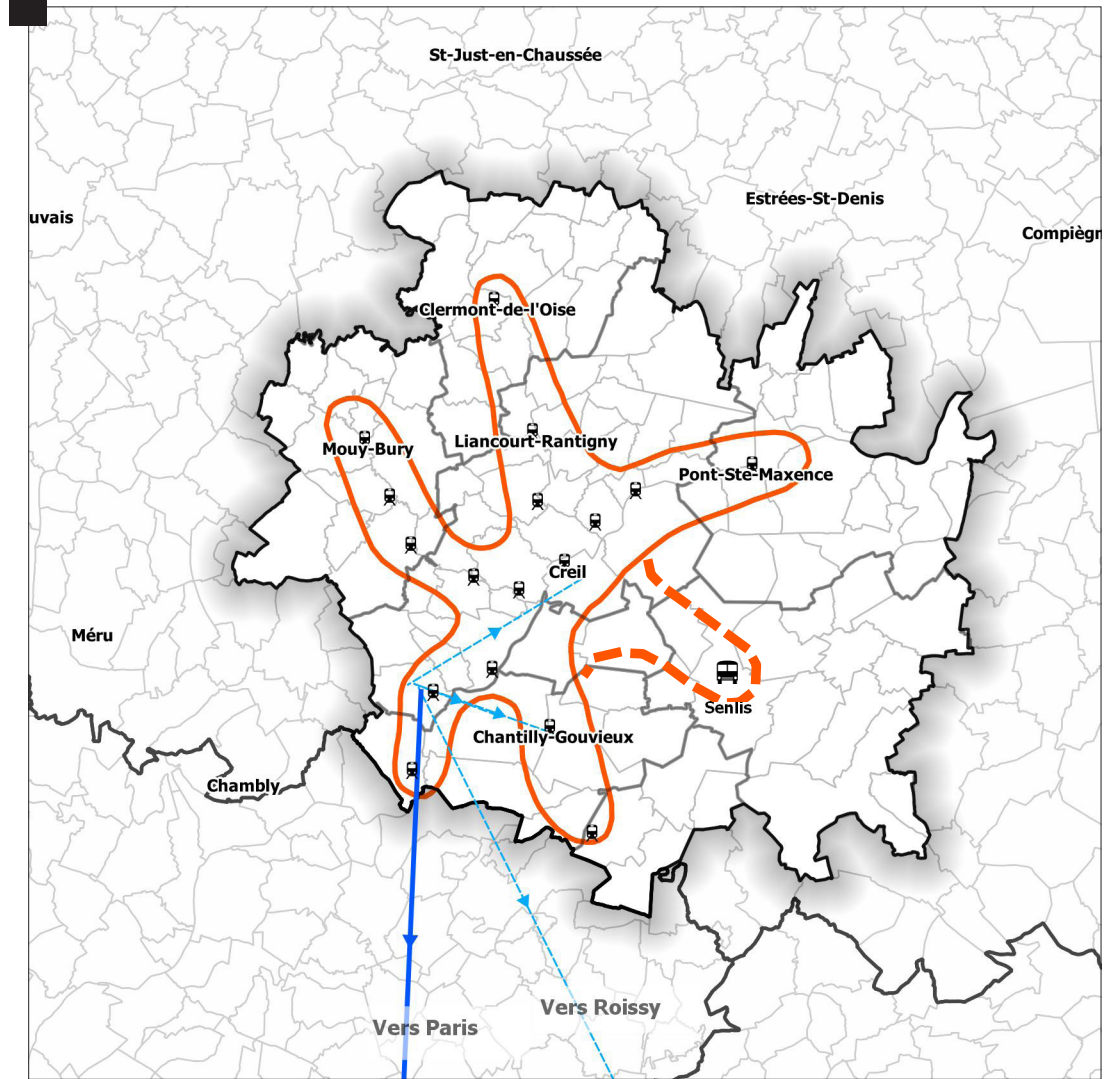 St-Just-en-Chaussée
Estrées-St-Denis
uvais
Compiègn
Clermont-de-l'Oise
Liancourt-Rantigny
Mouy-Bury
Pont-Ste-Maxence
Creil
Méru
Senlis
Chantilly-Gouvieux
Chambly
Vers Roissy
Vers Paris